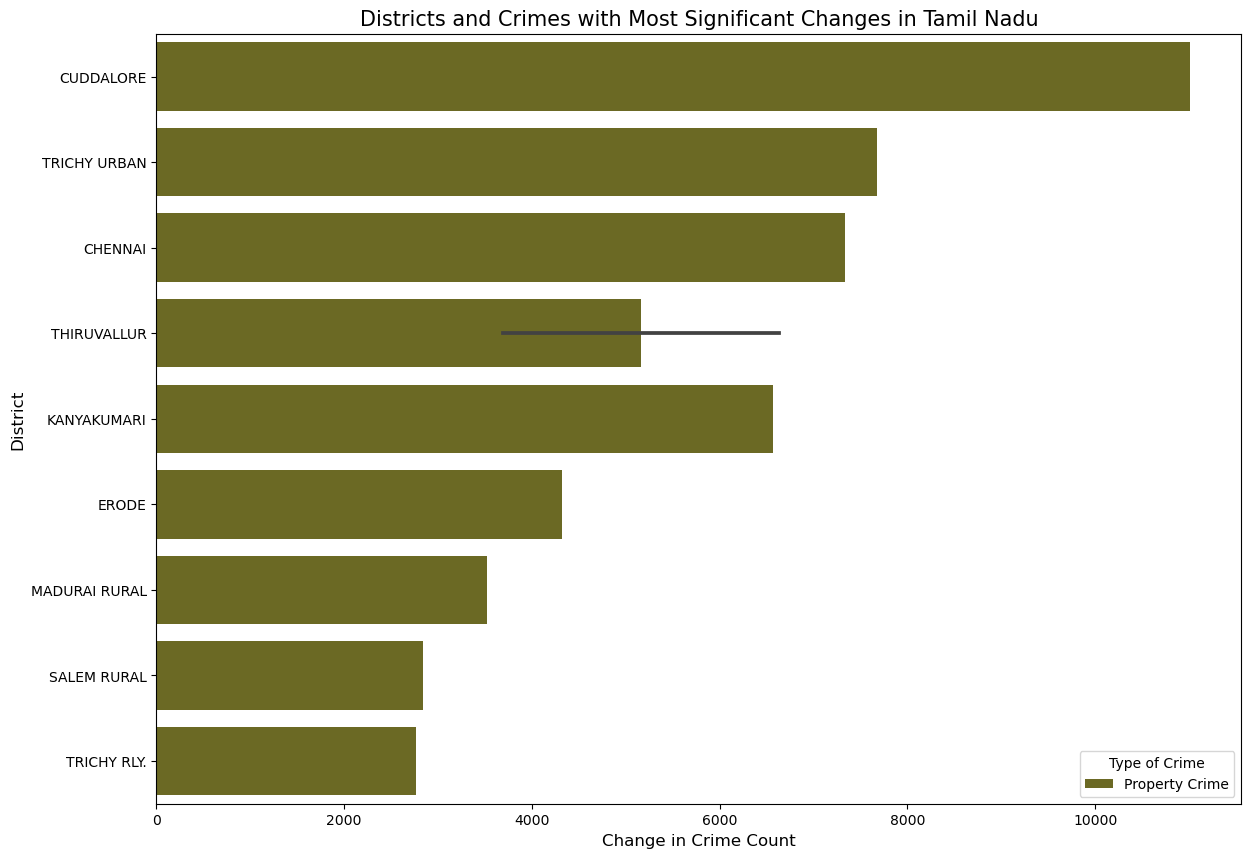 Districts and Crimes with Most Significant Changes in Tamil Nadu
CUDDALORE
TRICHY URBAN
CHENNAI
THIRUVALLUR
KANYAKUMARI
ERODE
MADURAI RURAL
SALEM RURAL
TRICHY RLY.
District
Type of Crime
Property Crime
0 2000 4000 6000 8000 10000
Change in Crime Count